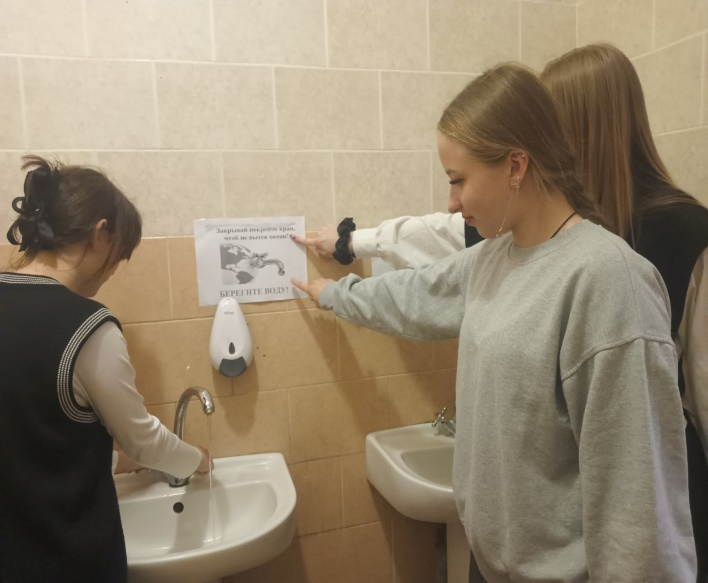 Закрывай покрепче кран,
чтоб не вытек океан!
БЕРЕГИТЕ ВОДУ!